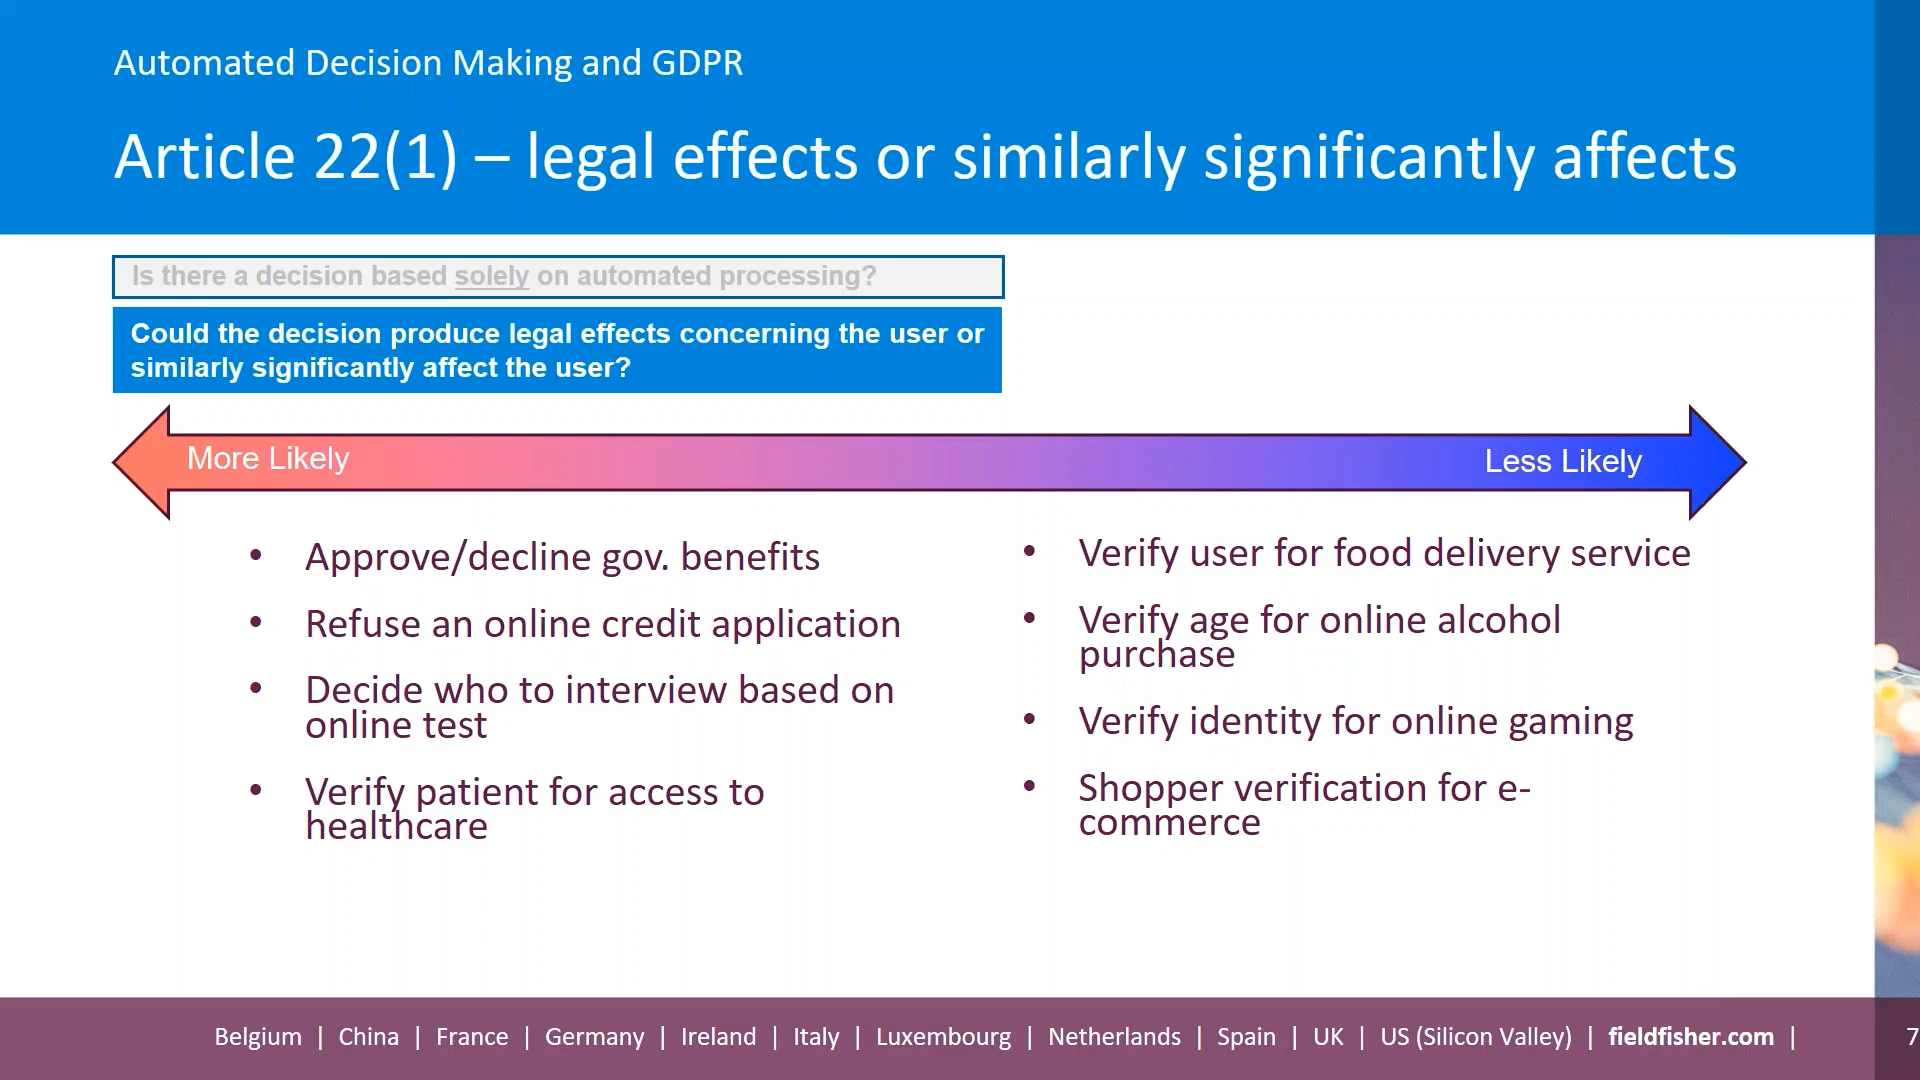 Automated Decision Making and GDPR
Article 22(1) – legal effects or similarly significantly affects
Is there a decision based solely on automated processing?
Could the decision produce legal effects concerning the user or
similarly significantly affect the user?
More Likely
Less Likely
• Approve/decline gov. benefits
• Refuse an online credit application
• Decide who to interview based on
online test
• Verify patient for access to
healthcare
• Verify user for food delivery service
• Verify age for online alcohol
purchase
• Verify identity for online gaming
• Shopper verification for e-
commerce
Belgium | China | France | Germany | Ireland | Italy | Luxembourg | Netherlands | Spain | UK | US (Silicon Valley) | fieldfisher.com |
7